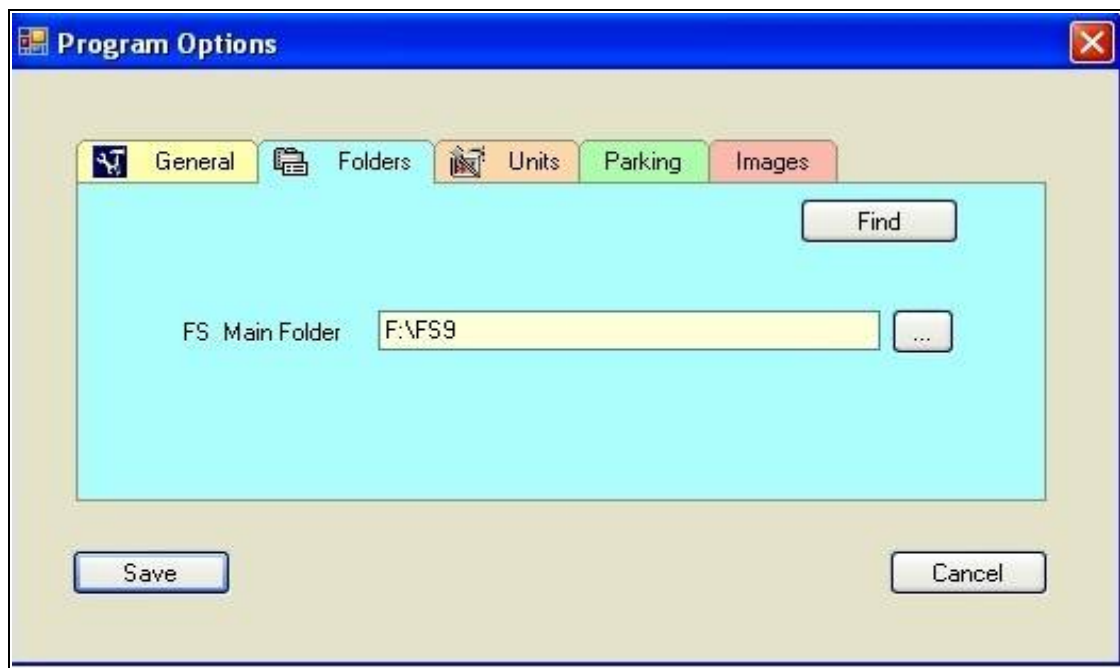 Program Options
General Folders Units Parking Images
Find
FS Main Folder F:\FS9 ...
Save Cancel